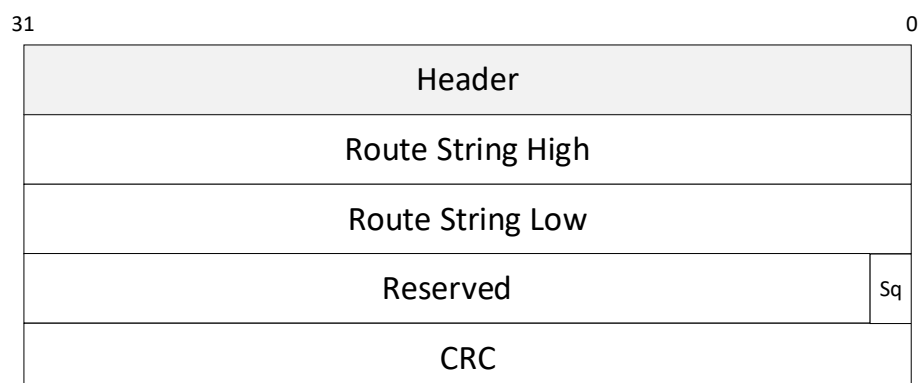 31 0
Header
Route String High
Route String Low
Reserved Sq
CRC